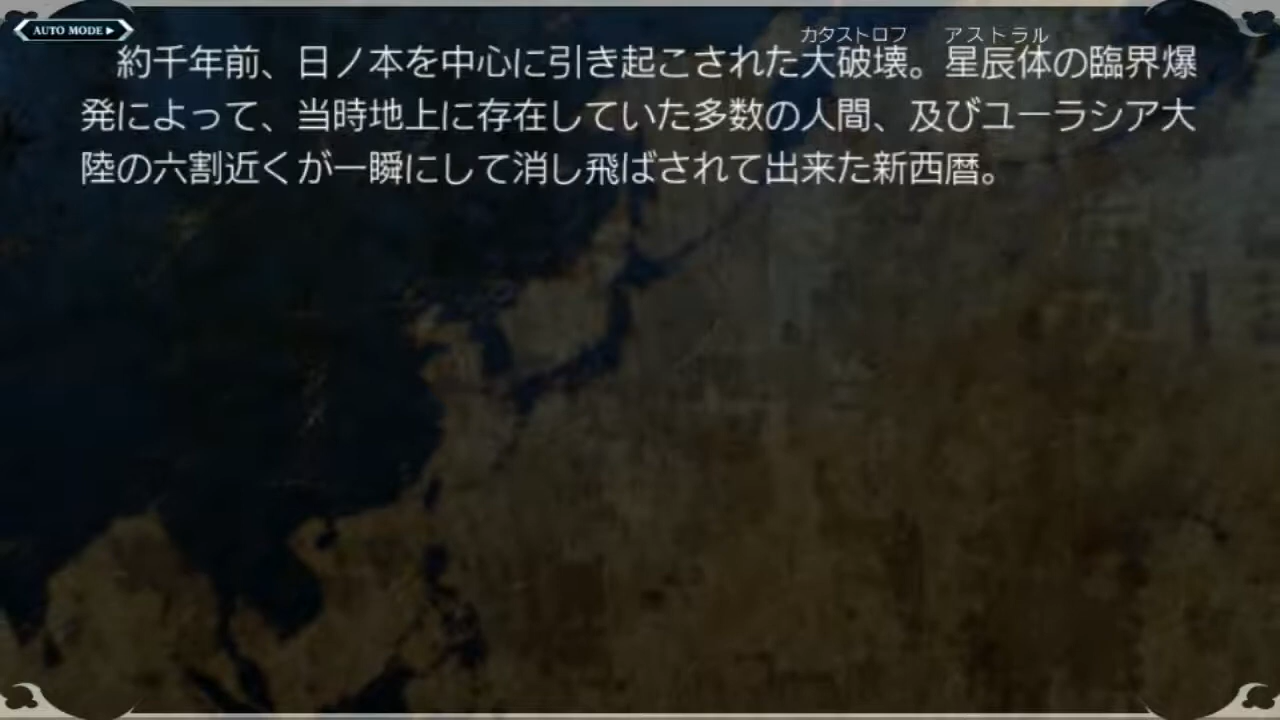 AUTO MODE▶
カタストロフ アストラル
約千年前、日ノ本を中心に引き起こされた大破壊。星辰体の臨界爆
発によって、当時地上に存在していた多数の人間、及びユーラシア大
陸の六割近くが一瞬にして消し飛ばされて出来た新西暦。